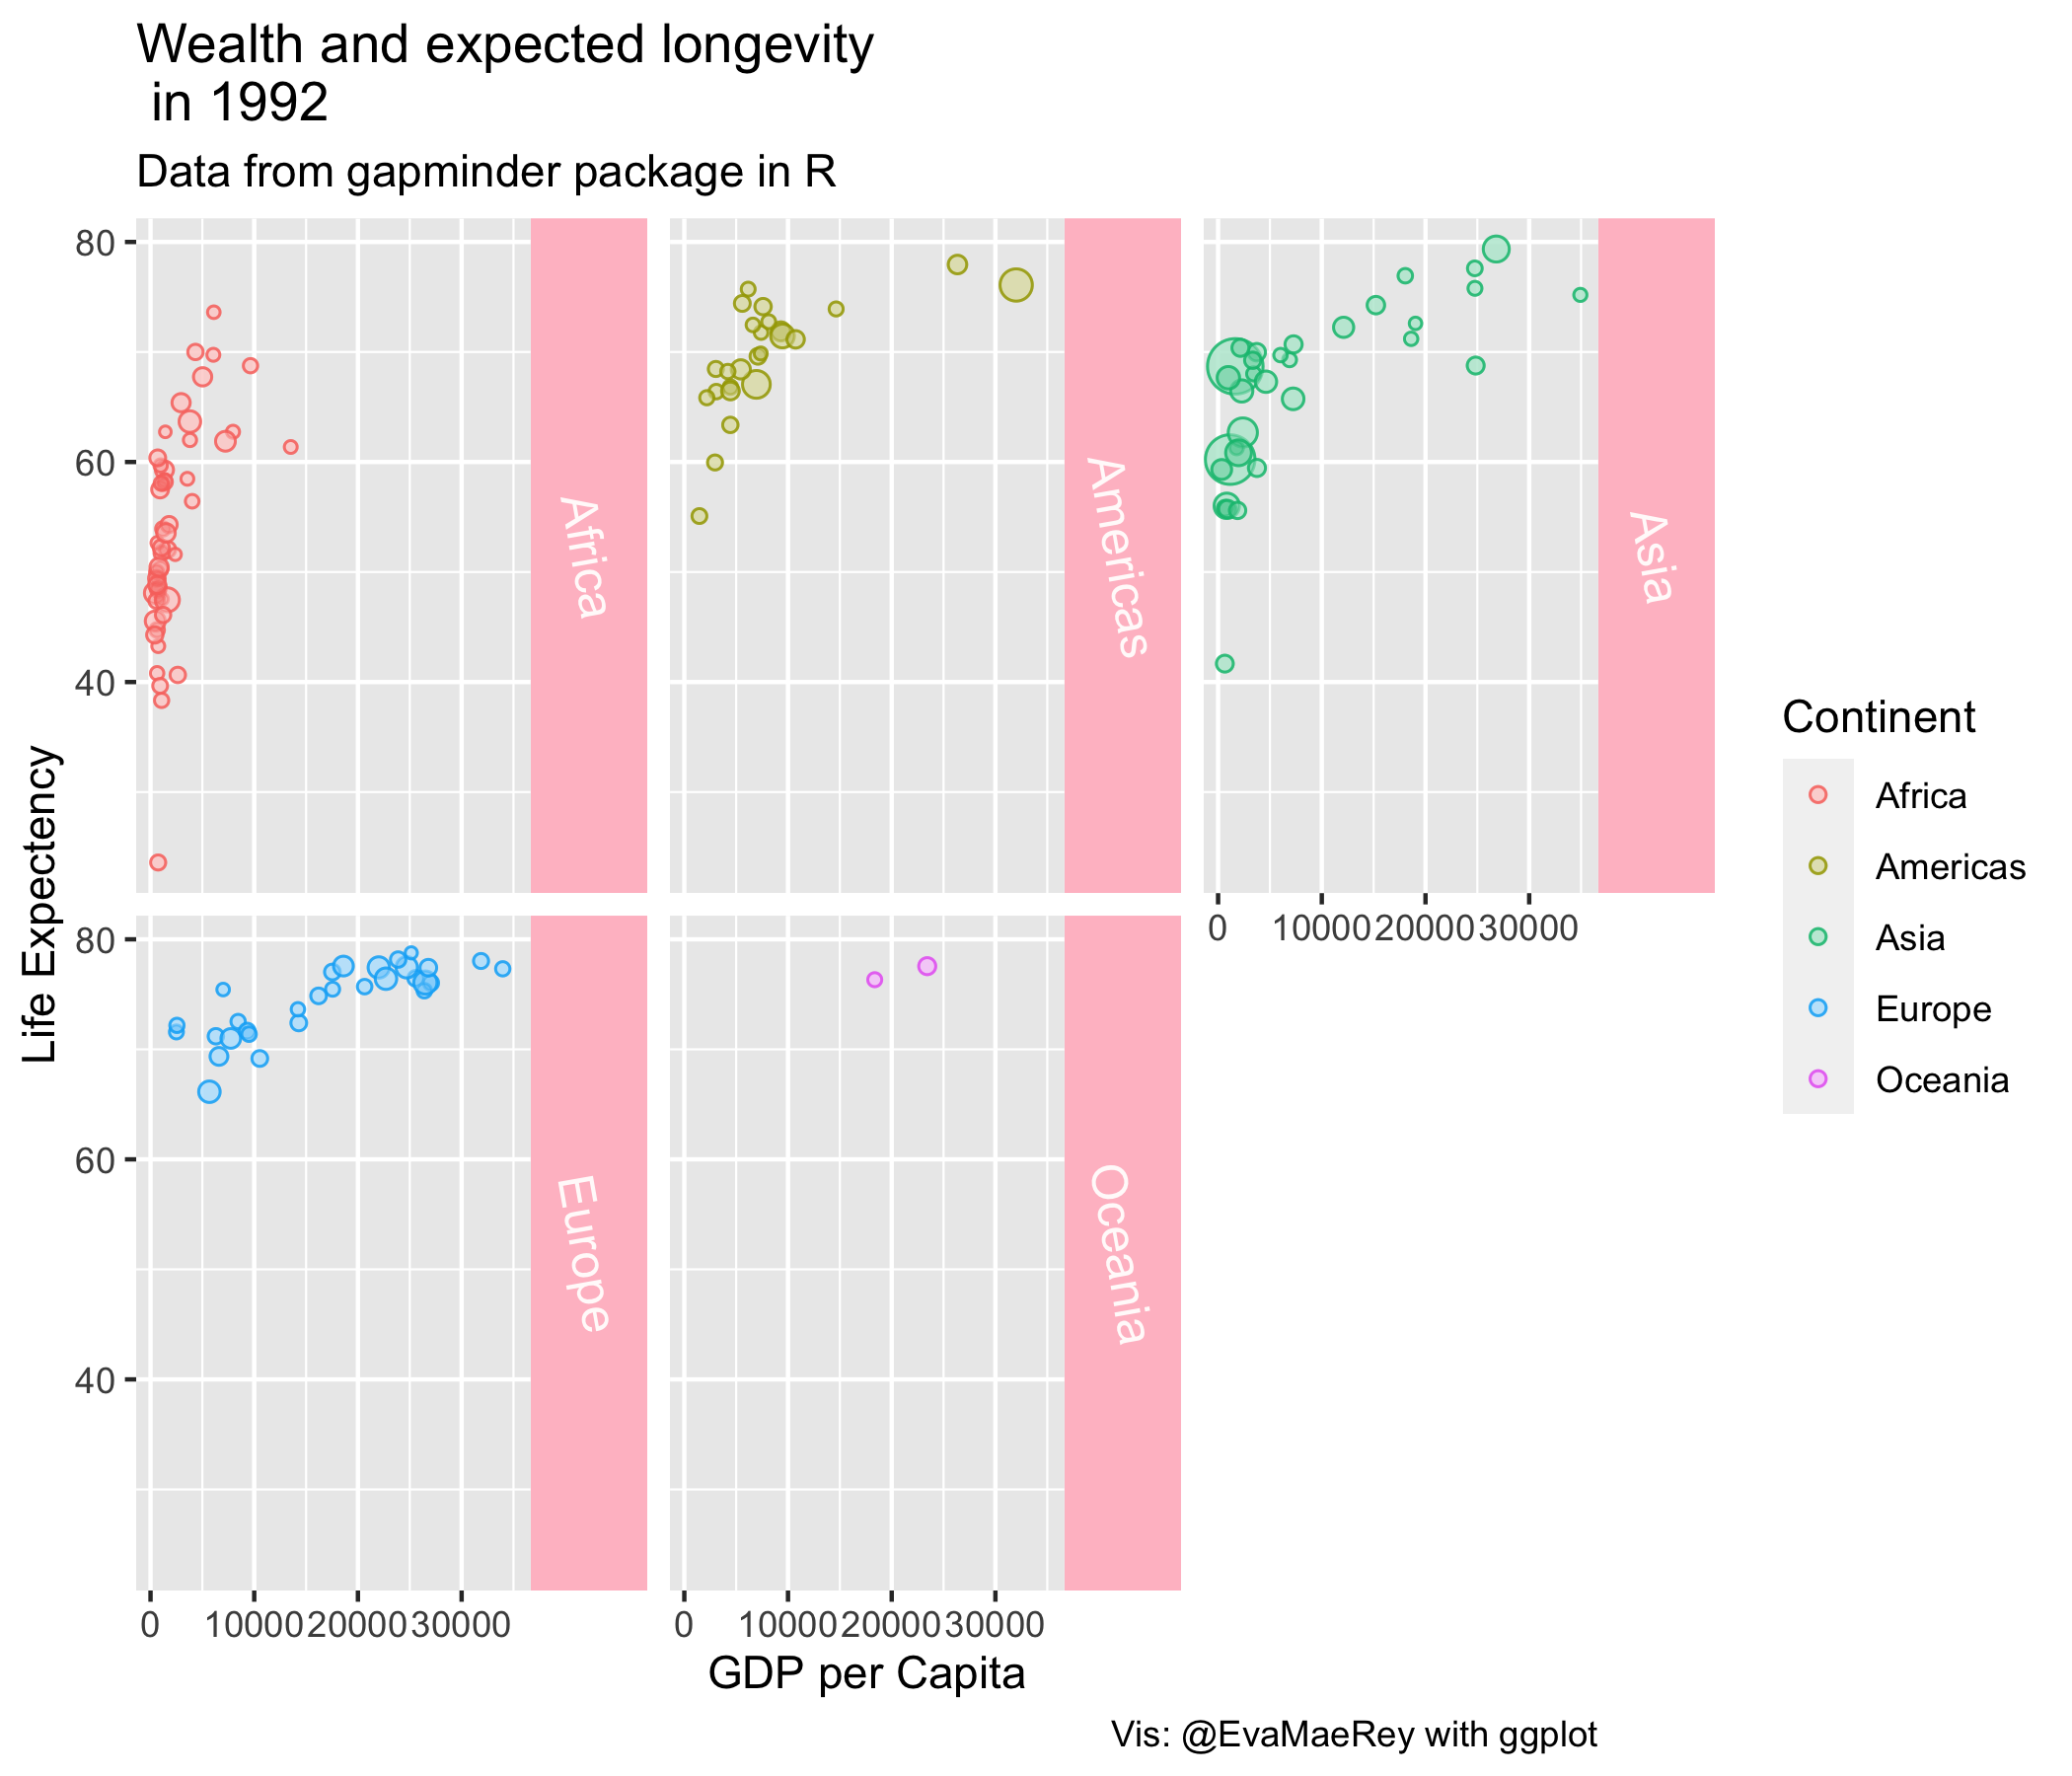 Wealth and expected longevity
in 1992
Data from gapminder package in R
80
60
40
Africa
Americas
Asia
0 10000 20000 30000
Life Expectency
80
60
40
Europe
Oceania
0 10000 20000 30000
0 10000 20000 30000
GDP per Capita
Continent
Africa
Americas
Asia
Europe
Oceania
Vis: @EvaMaeRey with ggplot